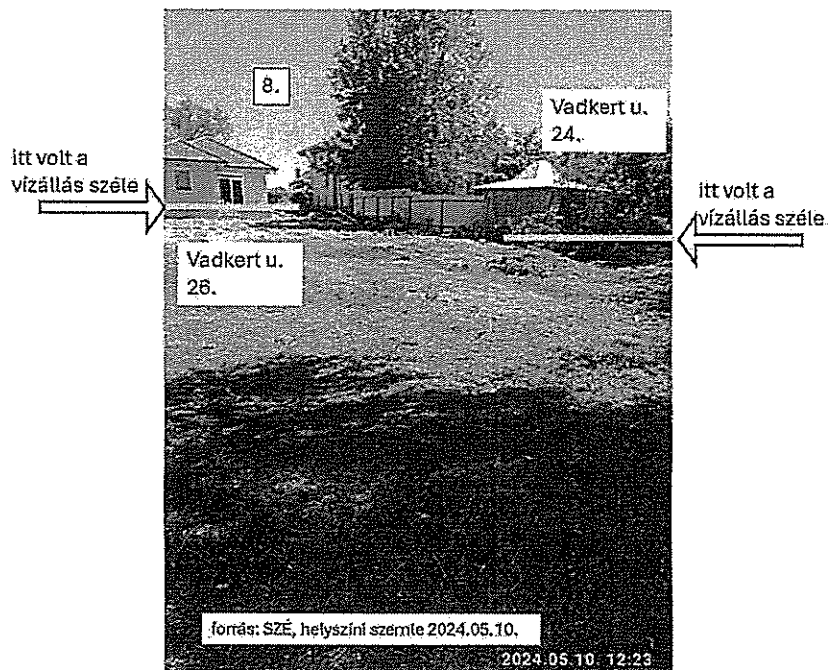 8.
Vadkert u.
24.
itt volt a
vízállás széle
itt volt a
vízállás széle
Vadkert u.
26.
forrás: SZÉ, helyszíni szemle 2024.05.10.
2024.05.10 12:23